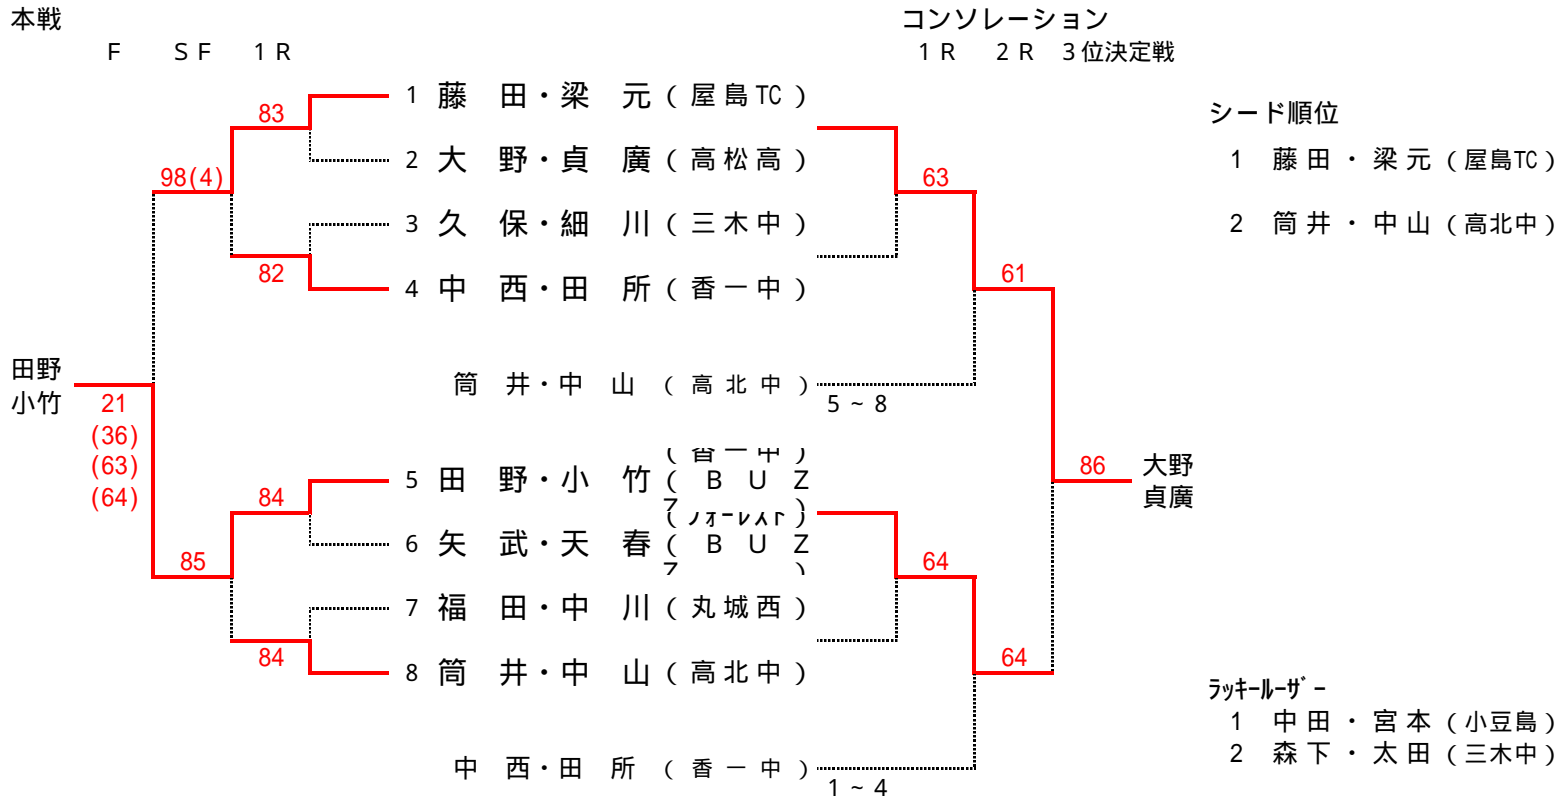 本戦
コンソレーション
F SF 1R
1R 2R 3位決定戦
1 藤 田・梁 元 ( 屋島TC )
83
シード順位
2 大 野・貞 廣 ( 高松高 )
1 藤田・梁元 (屋島TC)
98(4)
63
3 久 保・細 川 ( 三木中 )
2 筒井・中山 (高北中)
82
61
4 中 西・田 所 ( 香一中 )
田野
小竹
筒 井・中 山 ( 高北中 )
5~8
21
(36)
(63)
(64)
5 田 野・小 竹 ( BUZ
84
86
大野
貞廣
6 矢 武・天 春 ( BUZ
85
64
7 福 田・中 川 ( 丸城西 )
84
64
8 筒 井・中 山 ( 高北中 )
ラッキールーザー
1 中田・宮本 (小豆島)
2 森下・太田 (三木中)
中 西・田 所 ( 香一中 )
1~4